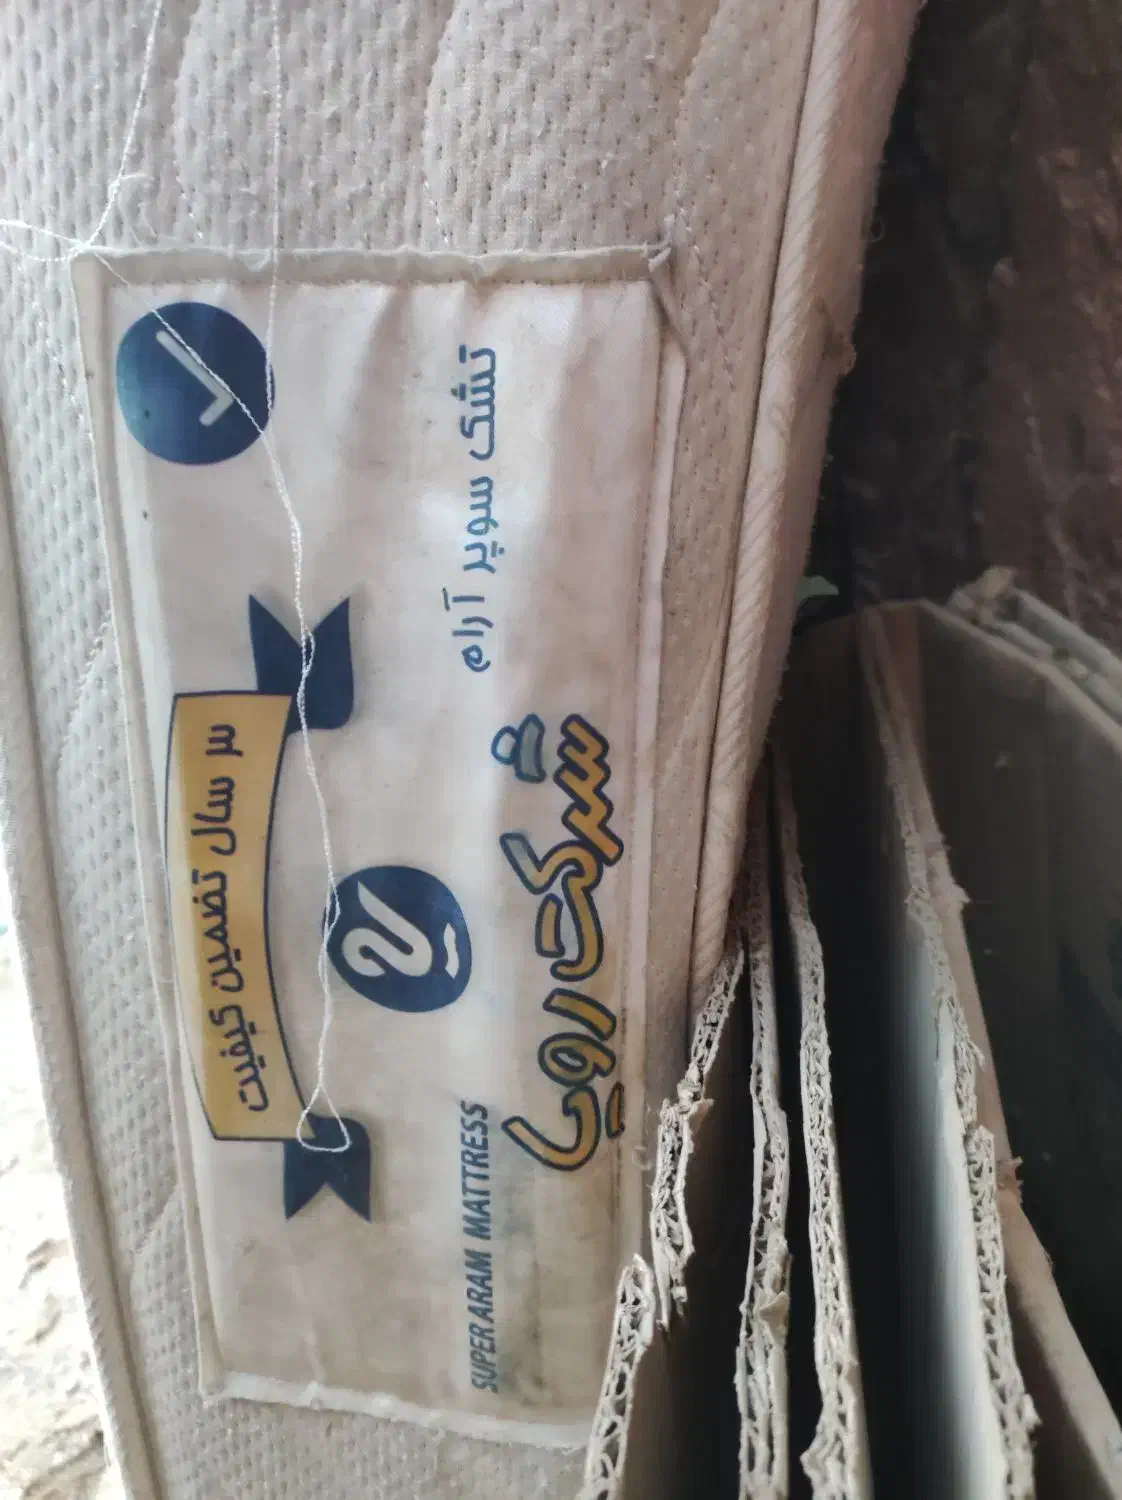 ۳ سال تضمین کیفیت
تشک سوپر آرام
SUPER ARAM MATTRESS
شرکت رویا